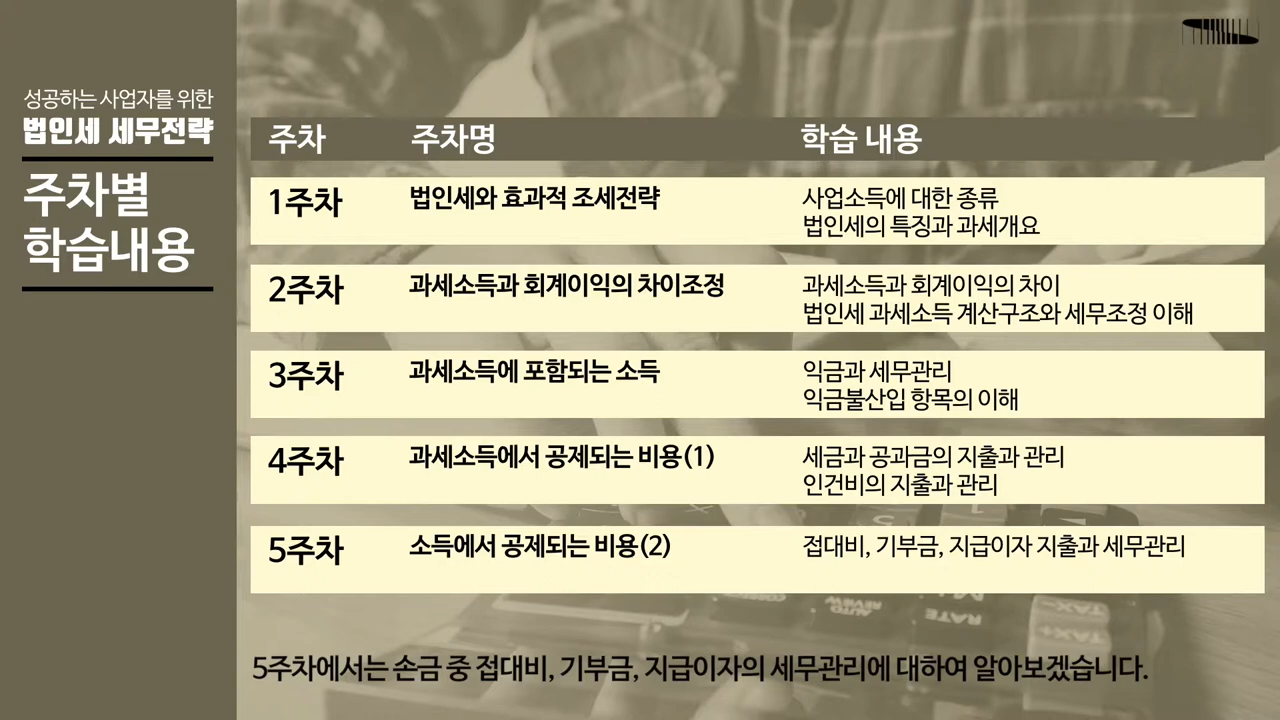 성공하는 사업자를 위한
법인세 세무전략
주차별
학습내용
주차 주차명 학습 내용
1주차 법인세와 효과적 조세전략 사업소득에 대한 종류
법인세의 특징과 과세개요
2주차 과세소득과 회계이익의 차이조정 과세소득과 회계이익의 차이
법인세 과세소득 계산구조와 세무조정 이해
3주차 과세소득에 포함되는 소득 익금과 세무관리
익금불산입 항목의 이해
4주차 과세소득에서 공제되는 비용(1) 세금과 공과금의 지출과 관리
인건비의 지출과 관리
5주차 소득에서 공제되는 비용(2) 접대비, 기부금, 지급이자 지출과 세무관리
RATE
TAX-
TAX+
AUTO
REVIEW
5주차에서는 손금 중 접대비, 기부금, 지급이자의 세무관리에 대하여 알아보겠습니다.